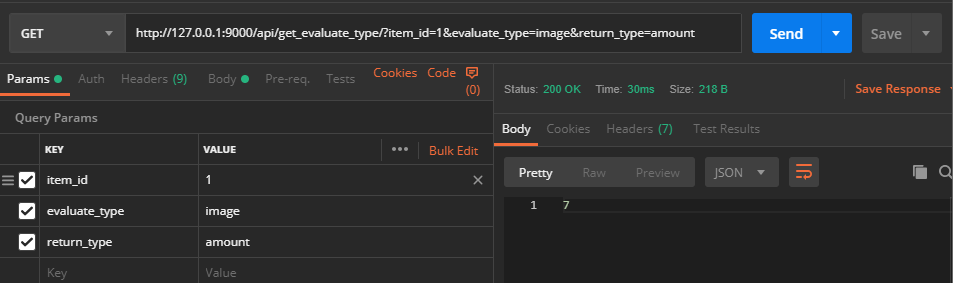 GET http://127.0.0.1:9000/api/get_evaluate_type/?item_id=1&evaluate_type=image&return_type=amount Send Save
Params Auth Headers (9) Body Pre-req. Tests Cookies Code (0)
Query Params
KEY VALUE ••• Bulk Edit
item_id 1
evaluate_type image
return_type amount
Key Value
Status: 200 OK Time: 30ms Size: 218 B Save Response
Body Cookies Headers (7) Test Results
Pretty Raw Preview JSON
1 7